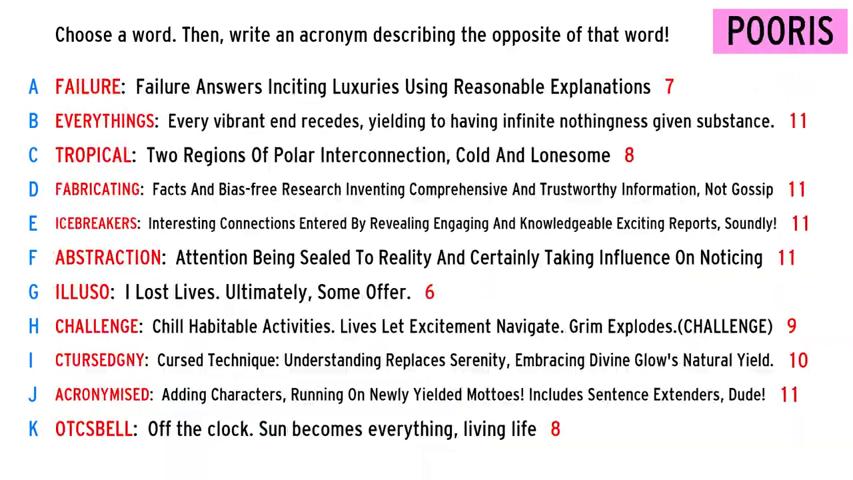 Choose a word. Then, write an acronym describing the opposite of that word!
POORIS
A FAILURE: Failure Answers Inciting Luxuries Using Reasonable Explanations 7
B EVERYTHINGS: Every vibrant end recedes, yielding to having infinite nothingness given substance. 11
C TROPICAL: Two Regions Of Polar Interconnection, Cold And Lonesome 8
D FABRICATING: Facts And Bias-free Research Inventing Comprehensive And Trustworthy Information, Not Gossip 11
E ICEBREAKERS: Interesting Connections Entered By Revealing Engaging And Knowledgeable Exciting Reports, Soundly! 11
F ABSTRACTION: Attention Being Sealed To Reality And Certainly Taking Influence On Noticing 11
G ILLUSO: I Lost Lives. Ultimately, Some Offer. 6
H CHALLENGE: Chill Habitable Activities. Lives Let Excitement Navigate. Grim Explodes.(CHALLENGE) 9
I CTURSEDGNY: Cursed Technique: Understanding Replaces Serenity, Embracing Divine Glow's Natural Yield. 10
J ACRONYMISED: Adding Characters, Running On Newly Yielded Mottoes! Includes Sentence Extenders, Dude! 11
K OTCSBELL: Off the clock. Sun becomes everything, living life 8